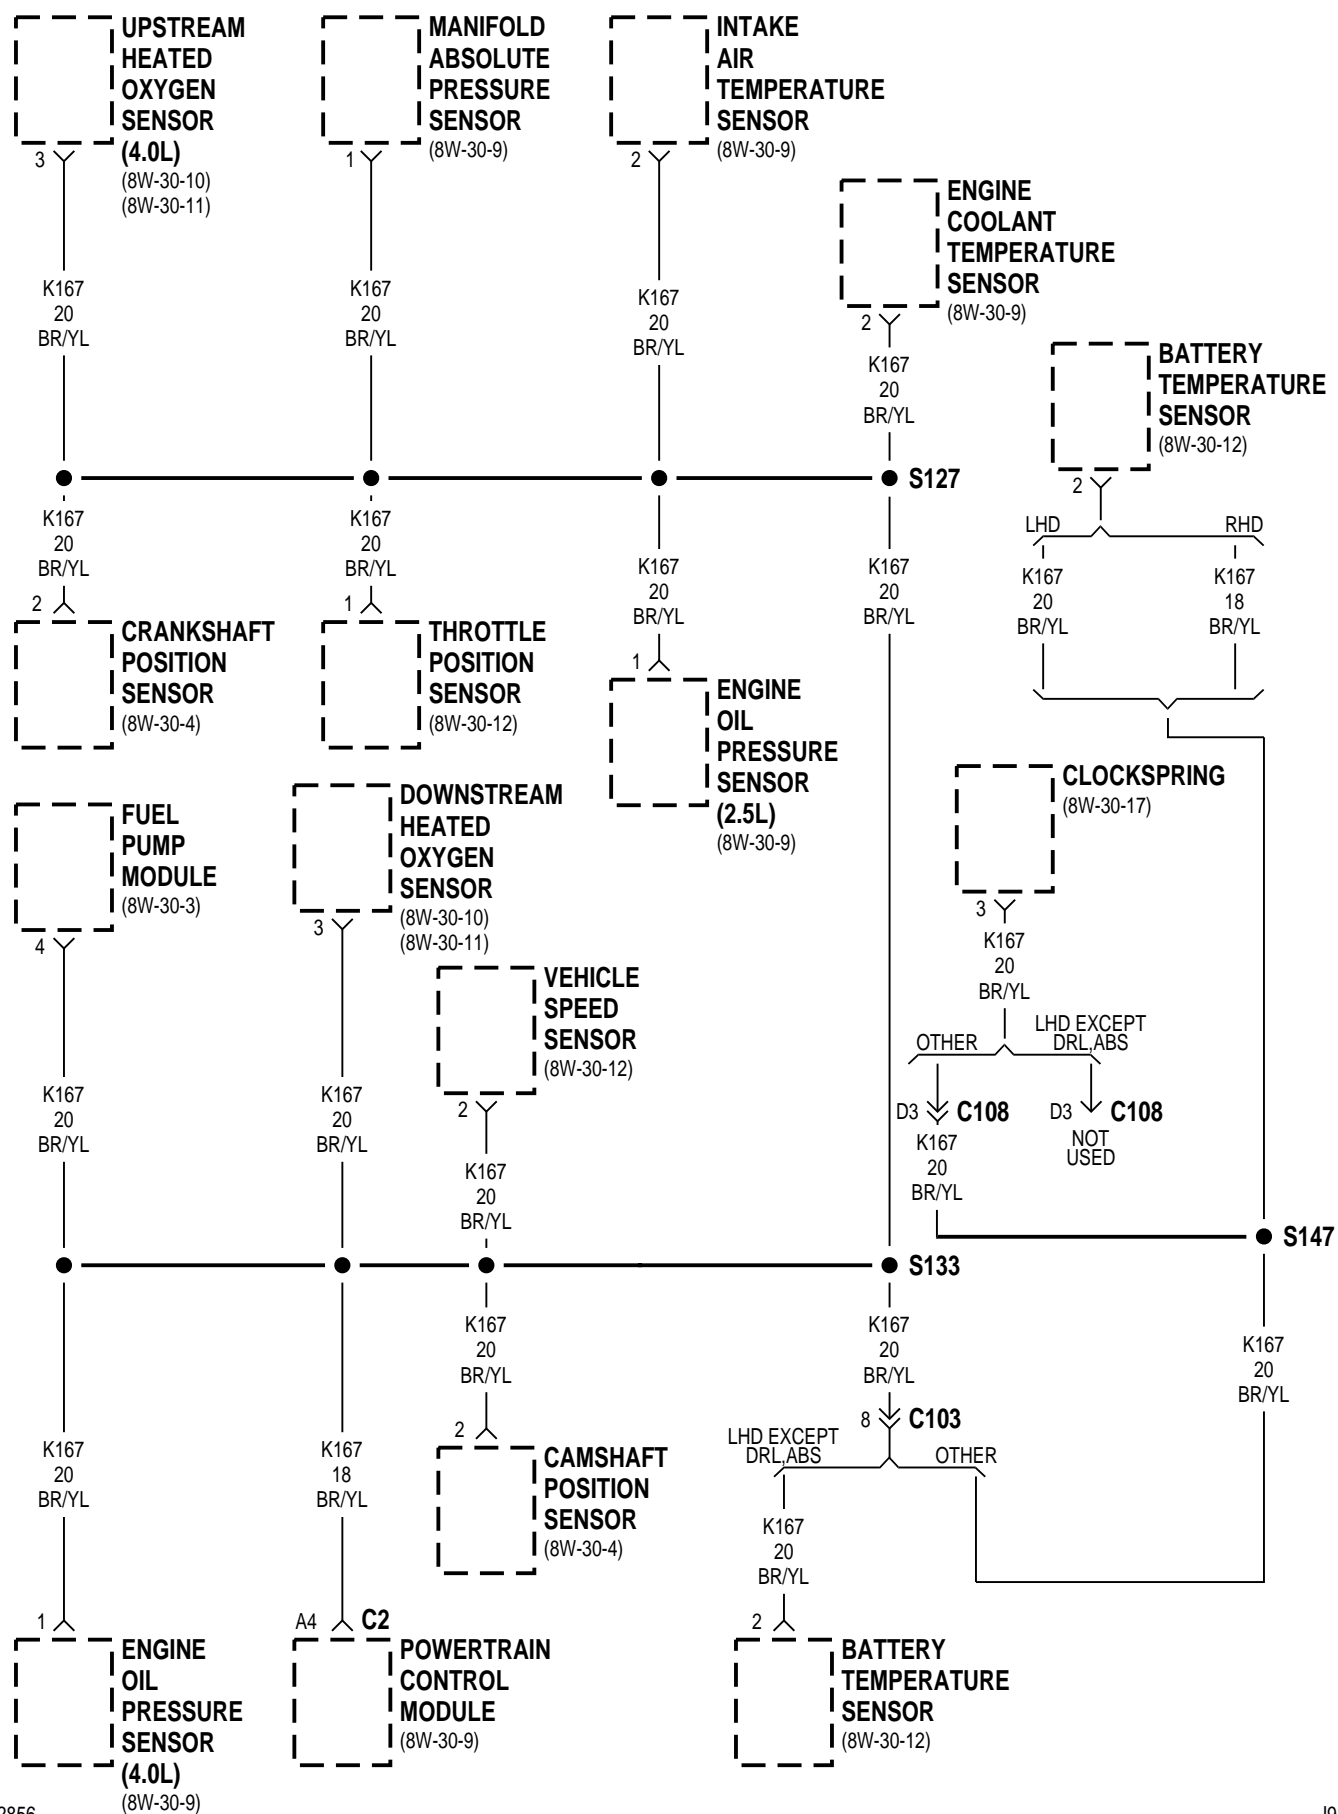 UPSTREAM
HEATED
OXYGEN
SENSOR
(4.0L)
(8W-30-10)
(8W-30-11)
3
MANIFOLD
ABSOLUTE
PRESSURE
SENSOR
(8W-30-9)
1
INTAKE
AIR
TEMPERATURE
SENSOR
(8W-30-9)
2
ENGINE
COOLANT
TEMPERATURE
SENSOR
(8W-30-9)
2
BATTERY
TEMPERATURE
SENSOR
(8W-30-12)
2
K167
20
BR/YL
K167
20
BR/YL
K167
20
BR/YL
K167
20
BR/YL
S127
LHD
RHD
K167
20
BR/YL
K167
18
BR/YL
K167
20
BR/YL
2
K167
20
BR/YL
1
K167
20
BR/YL
1
K167
20
BR/YL
CRANKSHAFT
POSITION
SENSOR
(8W-30-4)
THROTTLE
POSITION
SENSOR
(8W-30-12)
ENGINE
OIL
PRESSURE
SENSOR
(2.5L)
(8W-30-9)
CLOCKSPRING
(8W-30-17)
3
K167
20
BR/YL
OTHER
LHD EXCEPT
DRL,ABS
D3
C108
D3
C108
NOT
USED
K167
20
BR/YL
S147
FUEL
PUMP
MODULE
(8W-30-3)
4
DOWNSTREAM
HEATED
OXYGEN
SENSOR
(8W-30-10)
(8W-30-11)
3
VEHICLE
SPEED
SENSOR
(8W-30-12)
2
K167
20
BR/YL
K167
20
BR/YL
K167
20
BR/YL
S133
K167
20
BR/YL
K167
20
BR/YL
K167
20
BR/YL
8
C103
LHD EXCEPT
DRL,ABS
OTHER
2
CAMSHAFT
POSITION
SENSOR
(8W-30-4)
K167
20
BR/YL
K167
18
BR/YL
K167
20
BR/YL
1
A4
C2
2
ENGINE
OIL
PRESSURE
SENSOR
(4.0L)
(8W-30-9)
POWERTRAIN
CONTROL
MODULE
(8W-30-9)
BATTERY
TEMPERATURE
SENSOR
(8W-30-12)